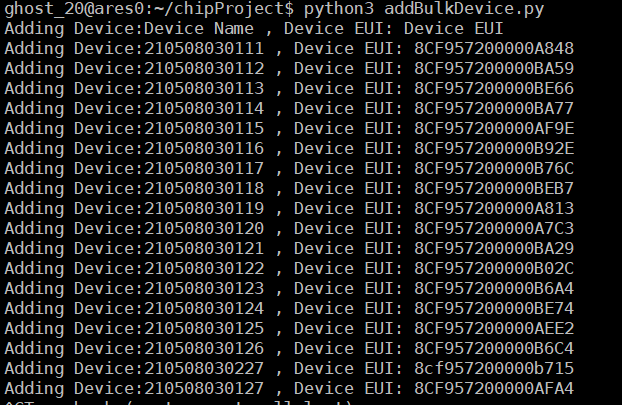 ghost_20@ares0:~/chipProject$ python3 addBulkDevice.py
Adding Device:Device Name , Device EUI: Device EUI
Adding Device:210508030111 , Device EUI: 8CF957200000A848
Adding Device:210508030112 , Device EUI: 8CF957200000BA59
Adding Device:210508030113 , Device EUI: 8CF957200000BE66
Adding Device:210508030114 , Device EUI: 8CF957200000BA77
Adding Device:210508030115 , Device EUI: 8CF957200000AF9E
Adding Device:210508030116 , Device EUI: 8CF957200000B92E
Adding Device:210508030117 , Device EUI: 8CF957200000B76C
Adding Device:210508030118 , Device EUI: 8CF957200000BEB7
Adding Device:210508030119 , Device EUI: 8CF957200000A813
Adding Device:210508030120 , Device EUI: 8CF957200000A7C3
Adding Device:210508030121 , Device EUI: 8CF957200000BA29
Adding Device:210508030122 , Device EUI: 8CF957200000B02C
Adding Device:210508030123 , Device EUI: 8CF957200000B6A4
Adding Device:210508030124 , Device EUI: 8CF957200000BE74
Adding Device:210508030125 , Device EUI: 8CF957200000AEE2
Adding Device:210508030126 , Device EUI: 8CF957200000B6C4
Adding Device:210508030227 , Device EUI: 8cf957200000b715
Adding Device:210508030127 , Device EUI: 8CF957200000AFA4